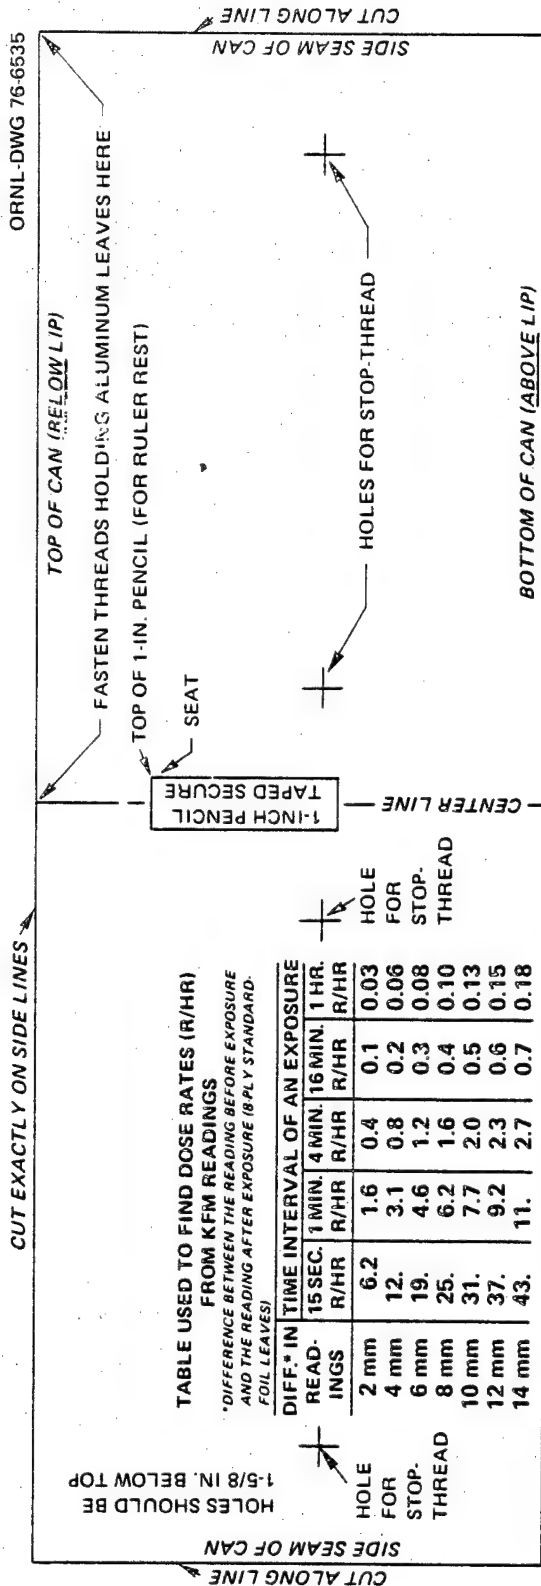 ORNL-DWG 76-6535
CUT EXACTLY ON SIDE LINES
TOP OF CAN (RELOW LIP)
FASTEN THREADS HOLDING ALUMINUM LEAVES HERE
TOP OF 1-IN. PENCIL (FOR RULER REST)
SEAT
CUT ALONG LINE
SIDE SEAM OF CAN
HOLES SHOULD BE
1-5/8 IN. BELOW TOP
HOLE
FOR
STOP-
THREAD
TABLE USED TO FIND DOSE RATES (R/HR)
FROM KFM READINGS
*DIFFERENCE BETWEEN THE READING BEFORE EXPOSURE
AND THE READING AFTER EXPOSURE (8-PLY STANDARD-
FOIL LEAVES)
DIFF.* IN TIME INTERVAL OF AN EXPOSURE
READ- 15 SEC. 1 MIN. 4 MIN. 16 MIN. 1 HR.
INGS R/HR R/HR R/HR R/HR R/HR
2 mm 6.2 1.6 0.4 0.1 0.03
4 mm 12. 3.1 0.8 0.2 0.06
6 mm 19. 4.6 1.2 0.3 0.08
8 mm 25. 6.2 1.6 0.4 0.10
10 mm 31. 7.7 2.0 0.5 0.13
12 mm 37. 9.2 2.3 0.6 0.15
14 mm 43. 11. 2.7 0.7 0.18
HOLE
FOR
STOP-
THREAD
1-INCH PENCIL
TAPED SECURE
CENTER LINE
HOLES FOR STOP-THREAD
BOTTOM OF CAN (ABOVE LIP)
SIDE SEAM OF CAN
CUT ALONG LINE